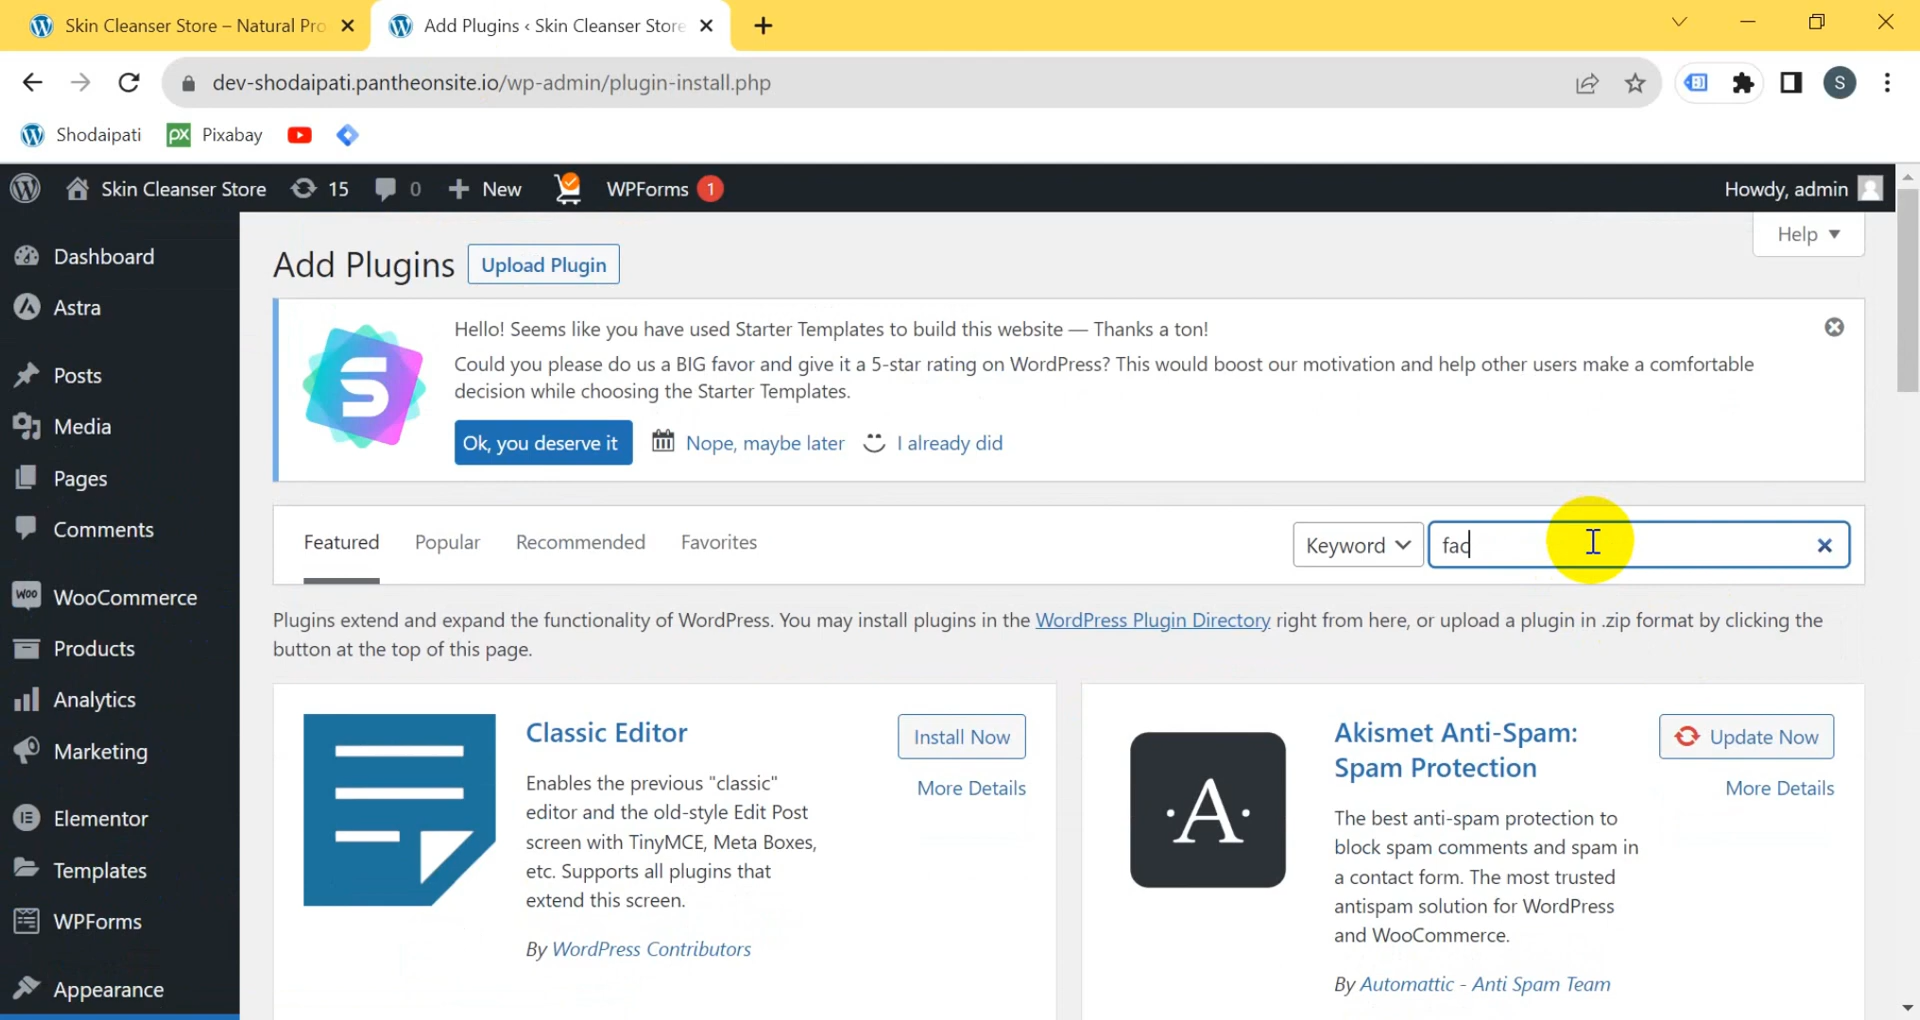 Skin Cleanser Store – Natural Pro
Add Plugins ‹ Skin Cleanser Store
dev-shodaipati.pantheonsite.io/wp-admin/plugin-install.php
S
Shodaipati
px Pixabay
Skin Cleanser Store 15 0 New WPForms 1
Howdy, admin
Dashboard
Astra
Posts
Media
Pages
Comments
Woo WooCommerce
Products
Analytics
Marketing
Elementor
Templates
WPForms
Appearance
Help
Add Plugins Upload Plugin
Hello! Seems like you have used Starter Templates to build this website — Thanks a ton!
Could you please do us a BIG favor and give it a 5-star rating on WordPress? This would boost our motivation and help other users make a comfortable
decision while choosing the Starter Templates.
Ok, you deserve it Nope, maybe later I already did
Featured Popular Recommended Favorites
Keyword fac
Plugins extend and expand the functionality of WordPress. You may install plugins in the WordPress Plugin Directory right from here, or upload a plugin in .zip format by clicking the
button at the top of this page.
Classic Editor
Install Now
More Details
Enables the previous "classic"
editor and the old-style Edit Post
screen with TinyMCE, Meta Boxes,
etc. Supports all plugins that
extend this screen.
By WordPress Contributors
·A·
Akismet Anti-Spam:
Spam Protection
Update Now
More Details
The best anti-spam protection to
block spam comments and spam in
a contact form. The most trusted
antispam solution for WordPress
and WooCommerce.
By Automattic - Anti Spam Team